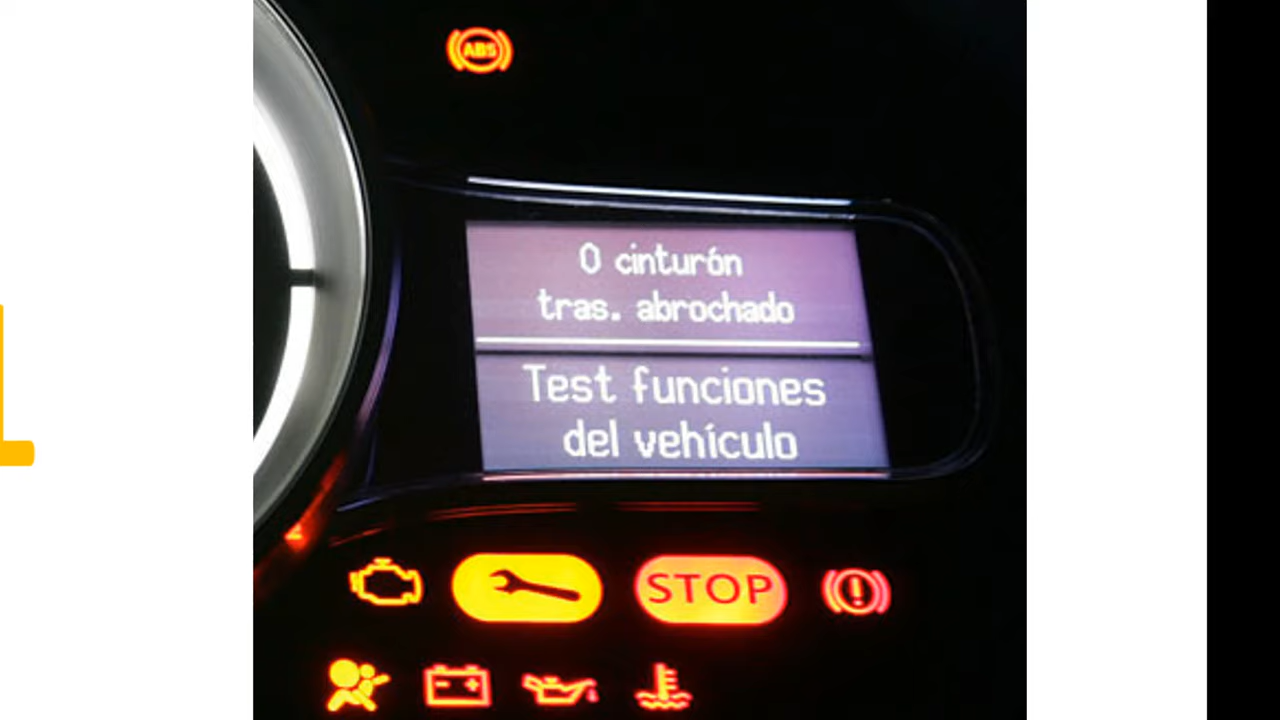 ABS
0 cinturón
tras. abrochado
Test funciones
del vehículo
STOP